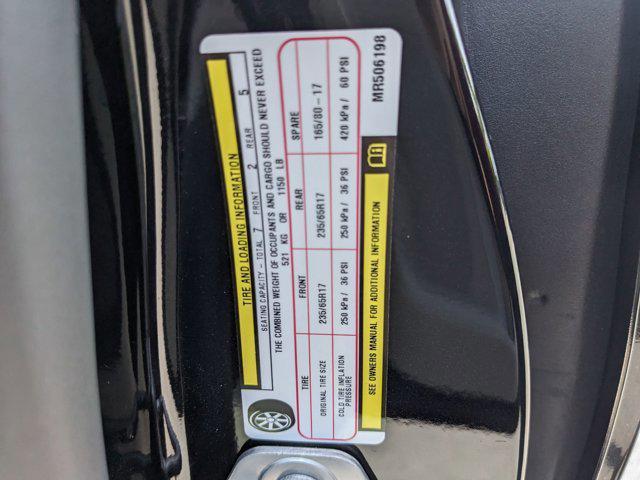 TIRE AND LOADING INFORMATION
SEATING CAPACITY - TOTAL 7 FRONT 2 REAR 5
THE COMBINED WEIGHT OF OCCUPANTS AND CARGO SHOULD NEVER EXCEED
521 KG OR 1150 LB
TIRE FRONT REAR SPARE
ORIGINAL TIRE SIZE 235/65R17 235/65R17 165/80-17
COLD TIRE INFLATION
PRESSURE 250 kPa / 36 PSI 250 kPa / 36 PSI 420 kPa / 60 PSI
SEE OWNERS MANUAL FOR ADDITIONAL INFORMATION
MR506198